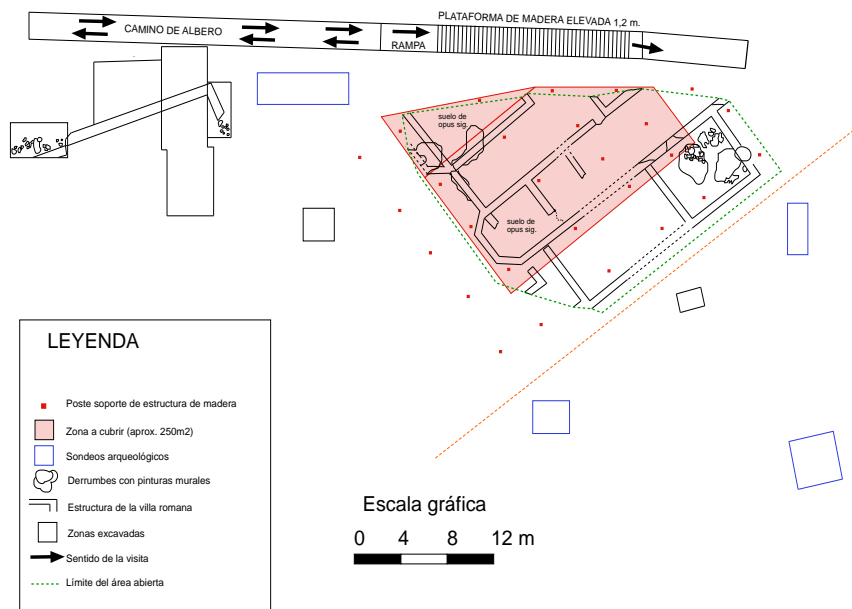 PLATAFORMA DE MADERA ELEVADA 1,2 m.
CAMINO DE ALBERO
RAMPA
suelo de
opus sig.
suelo de
opus sig.
LEYENDA
Poste soporte de estructura de madera
Zona a cubrir (aprox. 250m2)
Sondeos arqueológicos
Derrumbes con pinturas murales
Estructura de la villa romana
Zonas excavadas
Sentido de la visita
Límite del área abierta
Escala gráfica
0 4 8 12 m